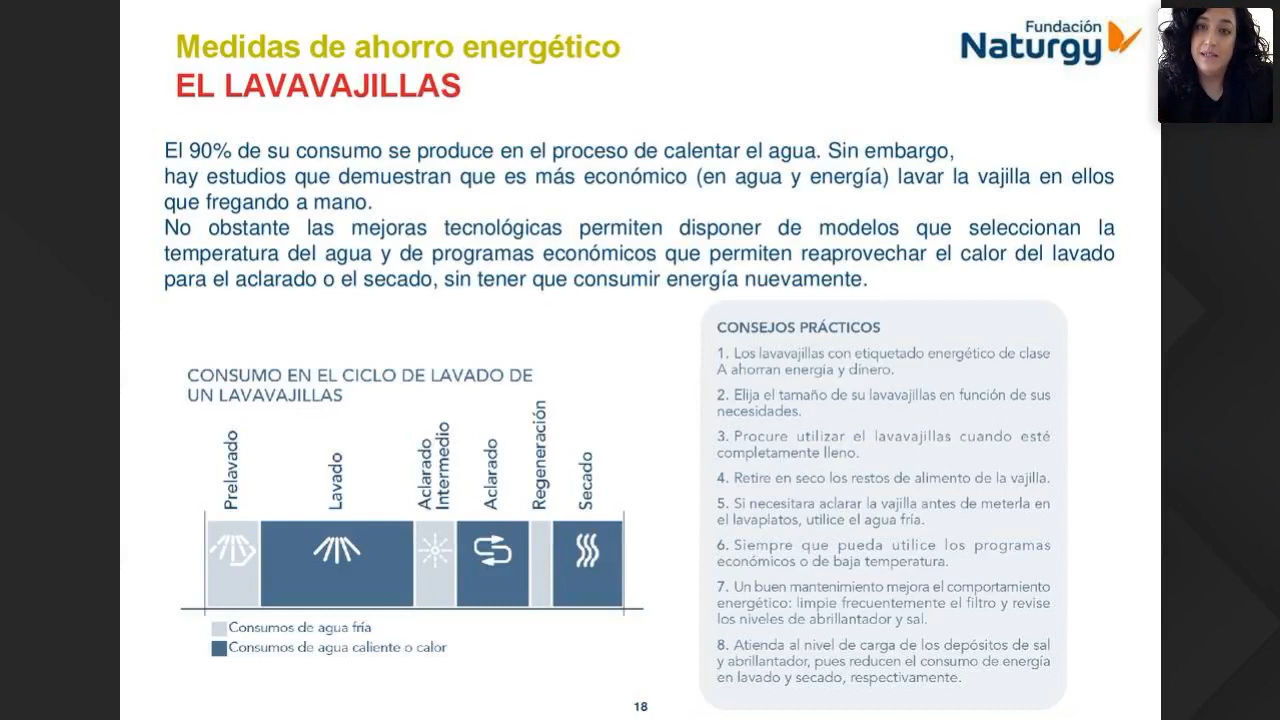 Medidas de ahorro energético
EL LAVAVAJILLAS
Fundación
Naturgy
El 90% de su consumo se produce en el proceso de calentar el agua. Sin embargo,
hay estudios que demuestran que es más económico (en agua y energía) lavar la vajilla en ellos
que fregando a mano.
No obstante las mejoras tecnológicas permiten disponer de modelos que seleccionan la
temperatura del agua y de programas económicos que permiten reaprovechar el calor del lavado
para el aclarado o el secado, sin tener que consumir energía nuevamente.
CONSUMO EN EL CICLO DE LAVADO DE
UN LAVAVAJILLAS
Prelavado
Lavado
Aclarado
Intermedio
Aclarado
Regeneración
Secado
Consumos de agua fría
Consumos de agua caliente o calor
CONSEJOS PRÁCTICOS
1. Los lavavajillas con etiquetado energético de clase
A ahorran energía y dinero.
2. Elija el tamaño de su lavavajillas en función de sus
necesidades.
3. Procure utilizar el lavavajillas cuando esté
completamente lleno.
4. Retire en seco los restos de alimento de la vajilla.
5. Si necesitara aclarar la vajilla antes de meterla en
el lavaplatos, utilice el agua fría.
6. Siempre que pueda utilice los programas
económicos o de baja temperatura.
7. Un buen mantenimiento mejora el comportamiento
energético: limpie frecuentemente el filtro y revise
los niveles de abrillantador y sal.
8. Atienda al nivel de carga de los depósitos de sal
y abrillantador, pues reducen el consumo de energía
en lavado y secado, respectivamente.
18